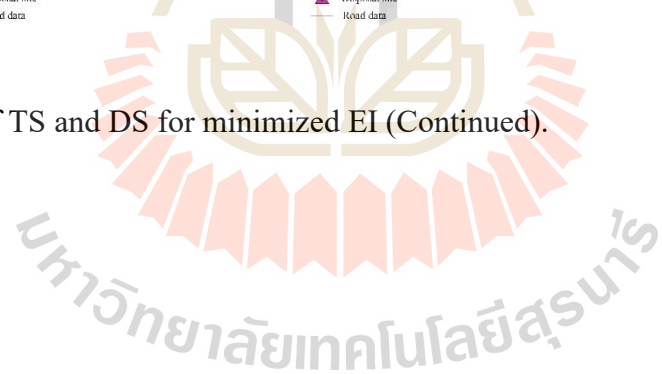 d data
Road data
TS and DS for minimized EI (Continued).
มหาวิทยาลัยเทคโนโลยีสุรนารี